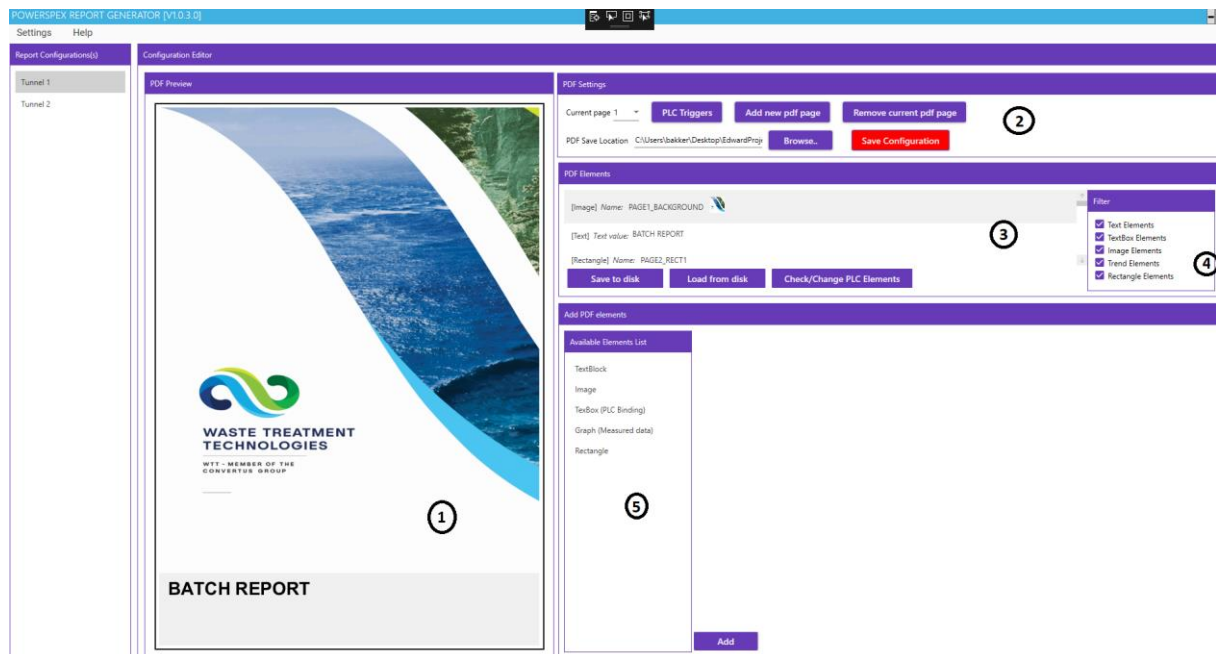 POWERSPEX REPORT GENERATOR [V1.0.3.0]
Settings Help
Report Configurations(s)
Tunnel 1
Tunnel 2
Configuration Editor
PDF Preview
WASTE TREATMENT
TECHNOLOGIES
WTT - MEMBER OF THE
CONVERTUS GROUP
1
BATCH REPORT
PDF Settings
Current page 1 PLC Triggers Add new pdf page Remove current pdf page
2
PDF Save Location C:\Users\bakker\Desktop\EdwardProje Browse.. Save Configuration
PDF Elements
[Image] Name: PAGE1_BACKGROUND
[Text] Text value: BATCH REPORT
3
[Rectangle] Name: PAGE2_RECT1
Save to disk Load from disk Check/Change PLC Elements
Filter
Text Elements
TextBox Elements
Image Elements
Trend Elements
Rectangle Elements
4
Add PDF elements
Available Elements List
TextBlock
Image
TexBox (PLC Binding)
Graph (Measured data)
Rectangle
5
Add